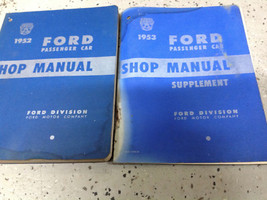 1952 FORD
PASSENGER CAR
HOP MANUAL
FORD DIVISION
FORD MOTOR COMPANY
1953 FORD
PASSENGER CAR
SHOP MANUAL
SUPPLEMENT
FORD DIVISION
FORD MOTOR COMPANY